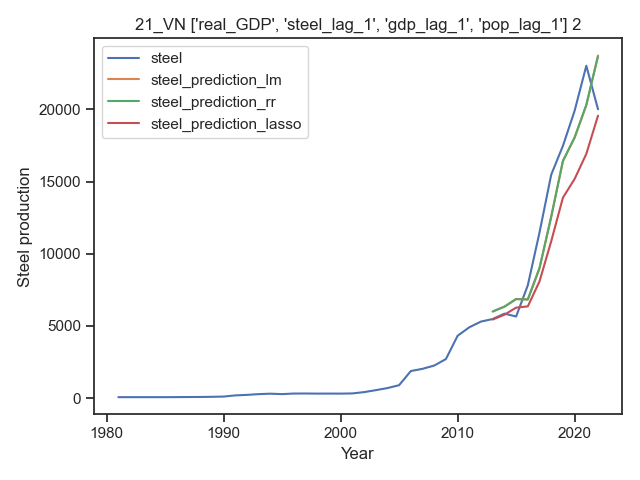 21_VN ['real_GDP', 'steel_lag_1', 'gdp_lag_1', 'pop_lag_1'] 2
steel
steel_prediction_lm
steel_prediction_rr
steel_prediction_lasso
Steel production
20000
15000
10000
5000
0
1980
1990
2000
2010
2020
Year